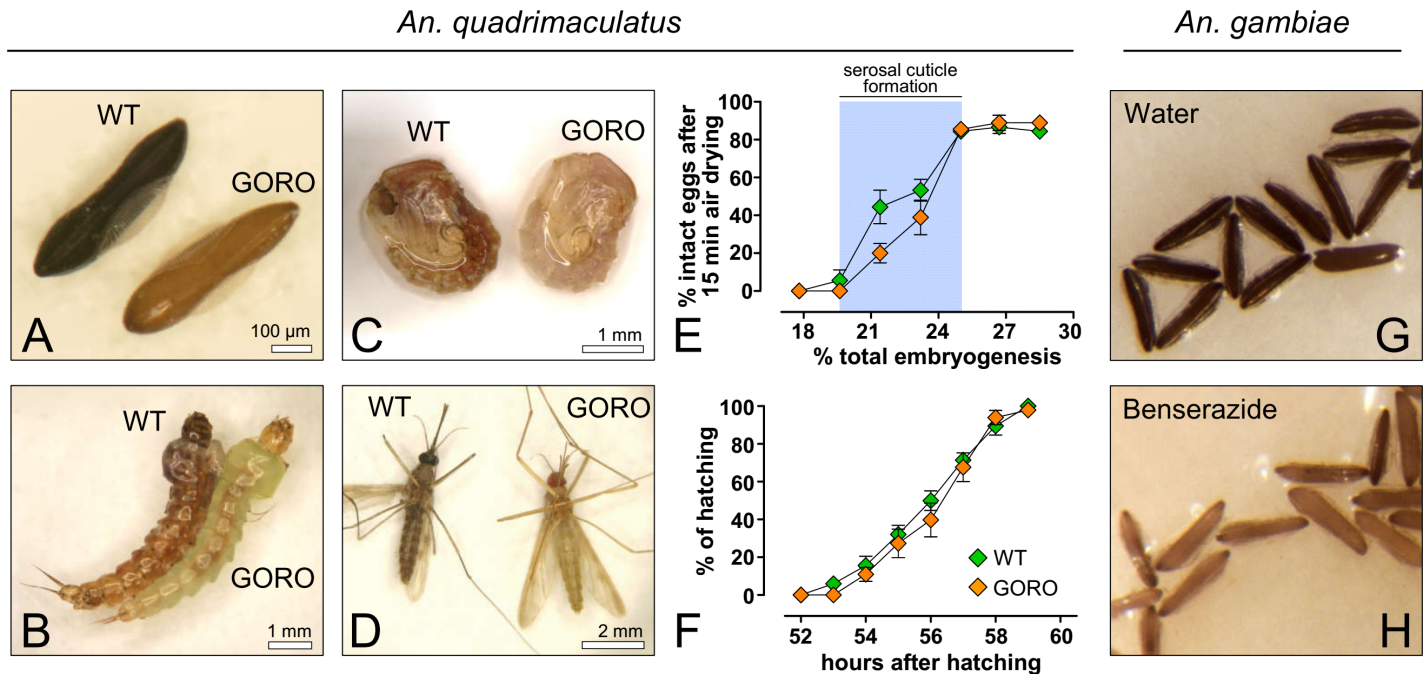 An. quadrimaculatus
An. gambiae
WT
GORO
A
100 µm
WT
GORO
C
1 mm
serosal cuticle
formation
% intact eggs after
15 min air drying
100
80
60
40
20
0
18 21 24 27 30
% total embryogenesis
E
Water
G
WT
GORO
B
1 mm
WT
GORO
D
2 mm
% of hatching
100
80
60
40
20
0
WT
GORO
52 54 56 58 60
hours after hatching
F
Benserazide
H